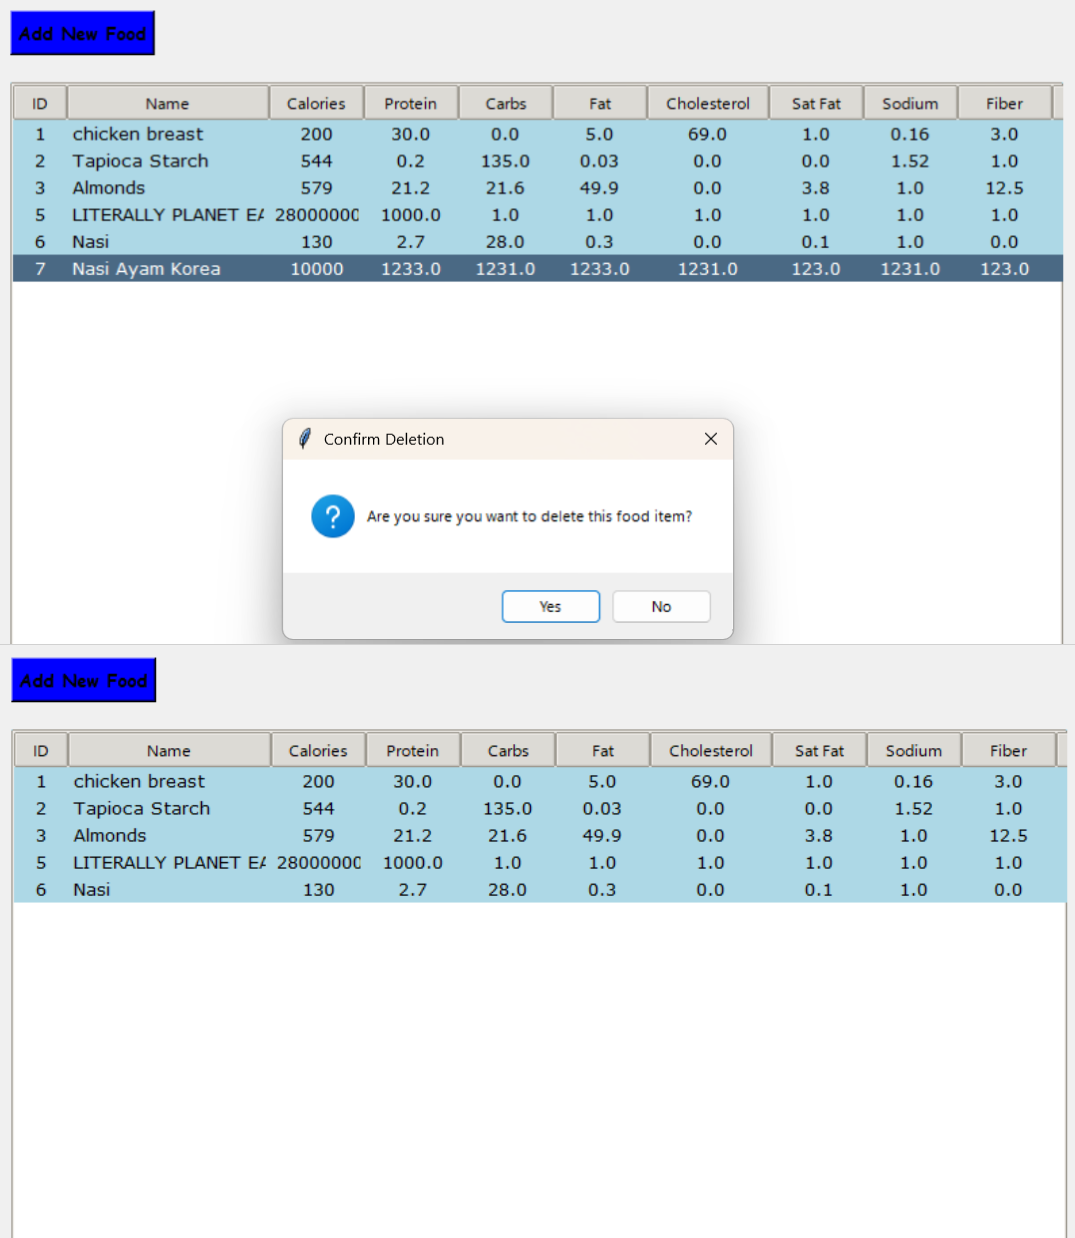 Add New Food
ID Name Calories Protein Carbs Fat Cholesterol Sat Fat Sodium Fiber
1 chicken breast 200 30.0 0.0 5.0 69.0 1.0 0.16 3.0
2 Tapioca Starch 544 0.2 135.0 0.03 0.0 0.0 1.52 1.0
3 Almonds 579 21.2 21.6 49.9 0.0 3.8 1.0 12.5
5 LITERALLY PLANET EA 28000000 1000.0 1.0 1.0 1.0 1.0 1.0 1.0
6 Nasi 130 2.7 28.0 0.3 0.0 0.1 1.0 0.0
7 Nasi Ayam Korea 10000 1233.0 1231.0 1233.0 1231.0 123.0 1231.0 123.0
Confirm Deletion
Are you sure you want to delete this food item?
Yes No
Add New Food
ID Name Calories Protein Carbs Fat Cholesterol Sat Fat Sodium Fiber
1 chicken breast 200 30.0 0.0 5.0 69.0 1.0 0.16 3.0
2 Tapioca Starch 544 0.2 135.0 0.03 0.0 0.0 1.52 1.0
3 Almonds 579 21.2 21.6 49.9 0.0 3.8 1.0 12.5
5 LITERALLY PLANET EA 28000000 1000.0 1.0 1.0 1.0 1.0 1.0 1.0
6 Nasi 130 2.7 28.0 0.3 0.0 0.1 1.0 0.0